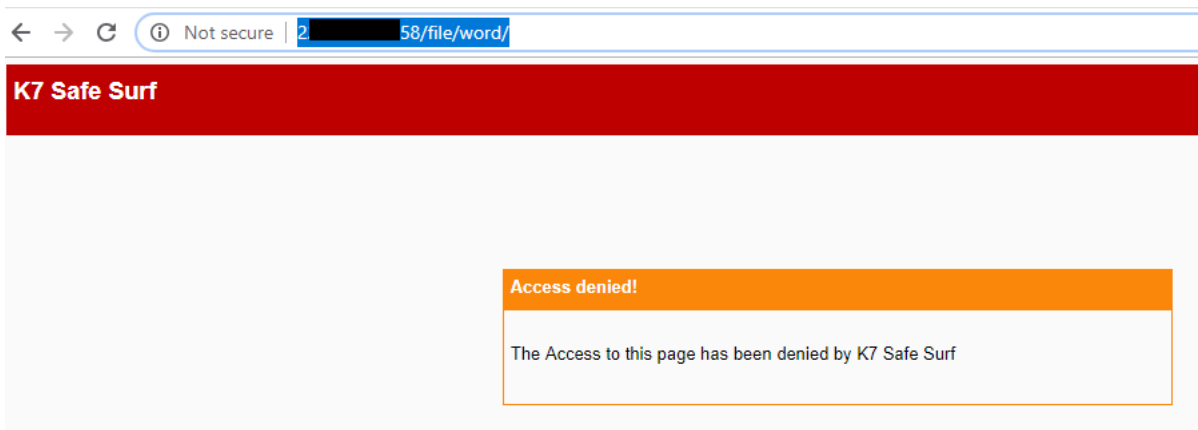 Not secure | 2 58/file/word/
K7 Safe Surf
Access denied!
The Access to this page has been denied by K7 Safe Surf